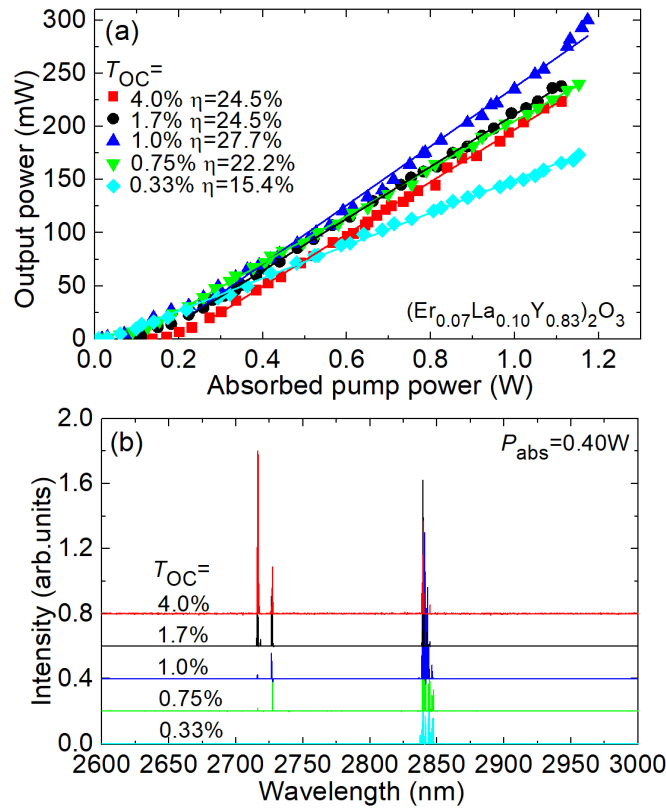 (a)
T_OC=
4.0% η=24.5%
1.7% η=24.5%
1.0% η=27.7%
0.75% η=22.2%
0.33% η=15.4%
(Er0.07La0.10Y0.83)2O3
Output power (mW)
300
250
200
150
100
50
0
0.0 0.2 0.4 0.6 0.8 1.0 1.2
Absorbed pump power (W)
(b)
Pabs=0.40W
TOC=
4.0%
1.7%
1.0%
0.75%
0.33%
Intensity (arb.units)
2.0
1.6
1.2
0.8
0.4
0.0
2600 2650 2700 2750 2800 2850 2900 2950 3000
Wavelength (nm)